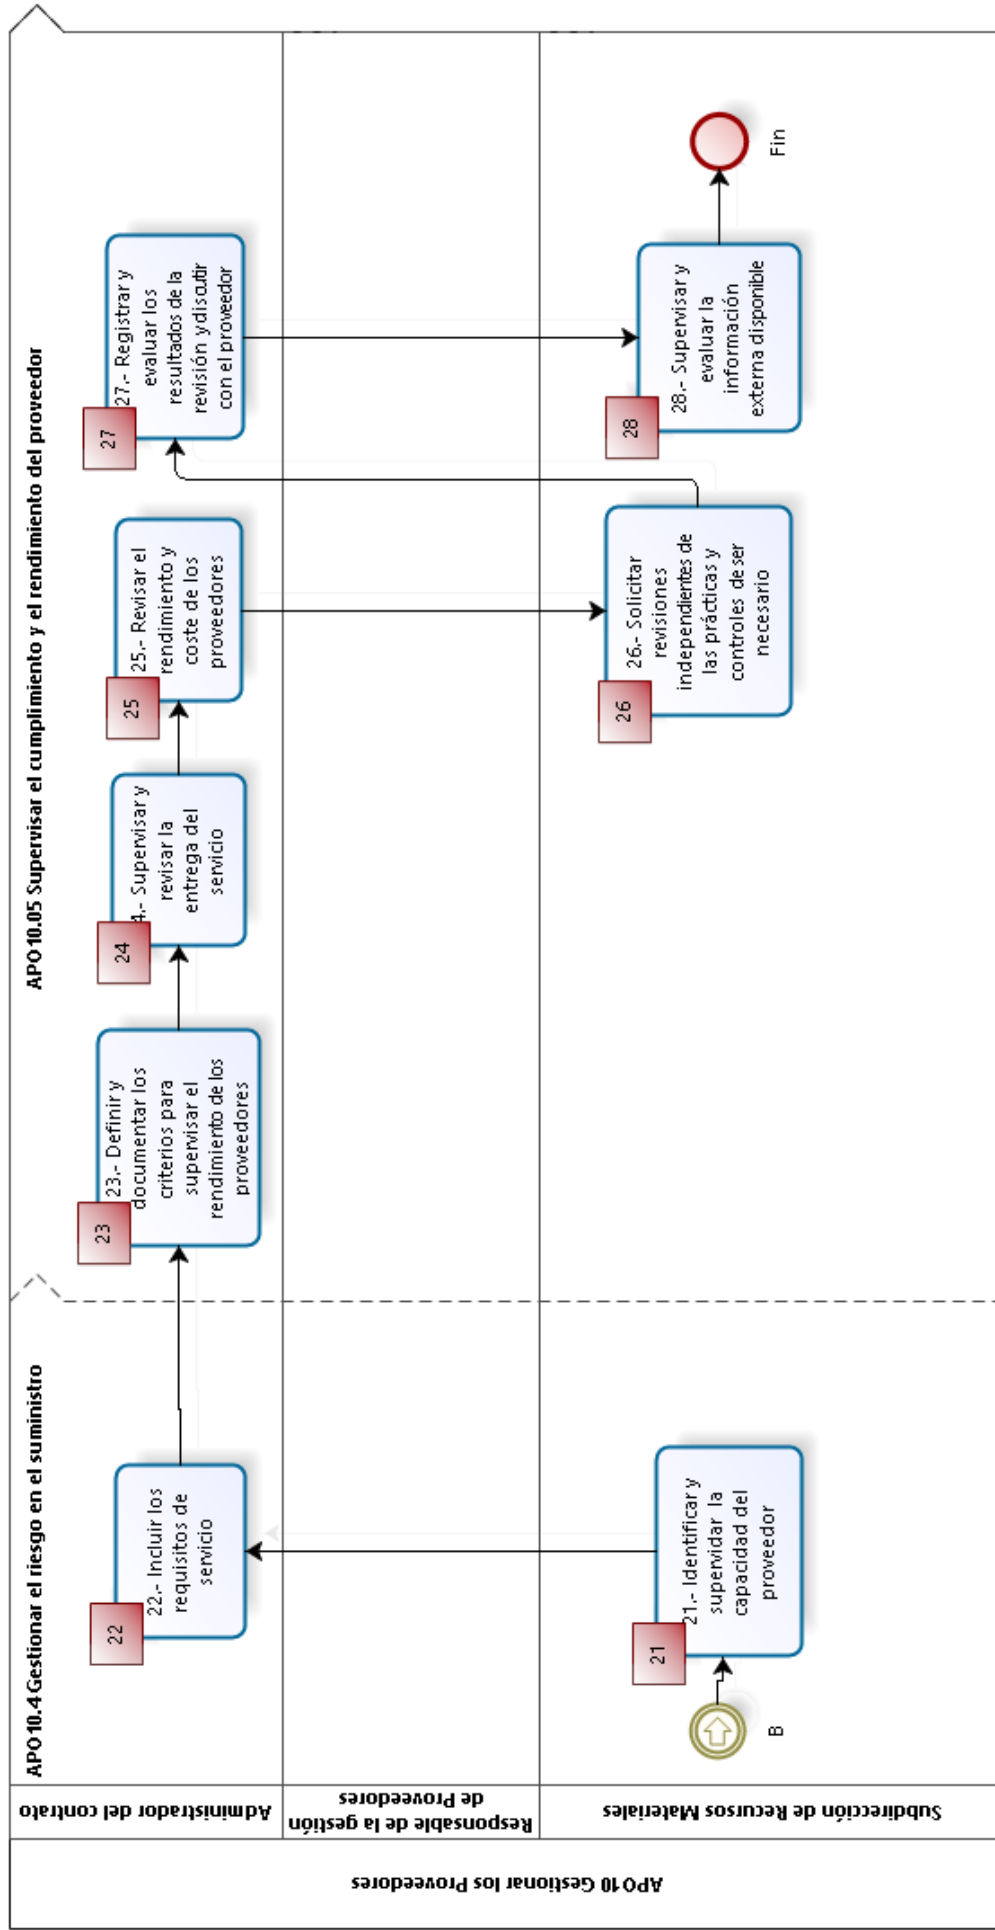 APO10 Gestionar los Proveedores
Administrador del contrato
Responsable de la gestión
de Proveedores
Subdirección de Recursos Materiales
APO10.4 Gestionar el riesgo en el suministro
APO10.05 Supervisar el cumplimiento y el rendimiento del proveedor
B
21
21.- Identificar y
supervidar la
capacidad del
proveedor
22
22.- Incluir los
requisitos de
servicio
23
23.- Definir y
documentar los
criterios para
supervisar el
rendimiento de los
proveedores
24
4.- Supervisar y
revisar la
entrega del
servicio
25
25.- Revisar el
rendimiento y
coste de los
proveedores
26
26.- Solicitar
revisiones
independientes de
las prácticas y
controles de ser
necesario
27
27.- Registrar y
evaluar los
resultados de la
revisión y discutir
con el proveedor
28
28.- Supervisar y
evaluar la
información
externa disponible
Fin